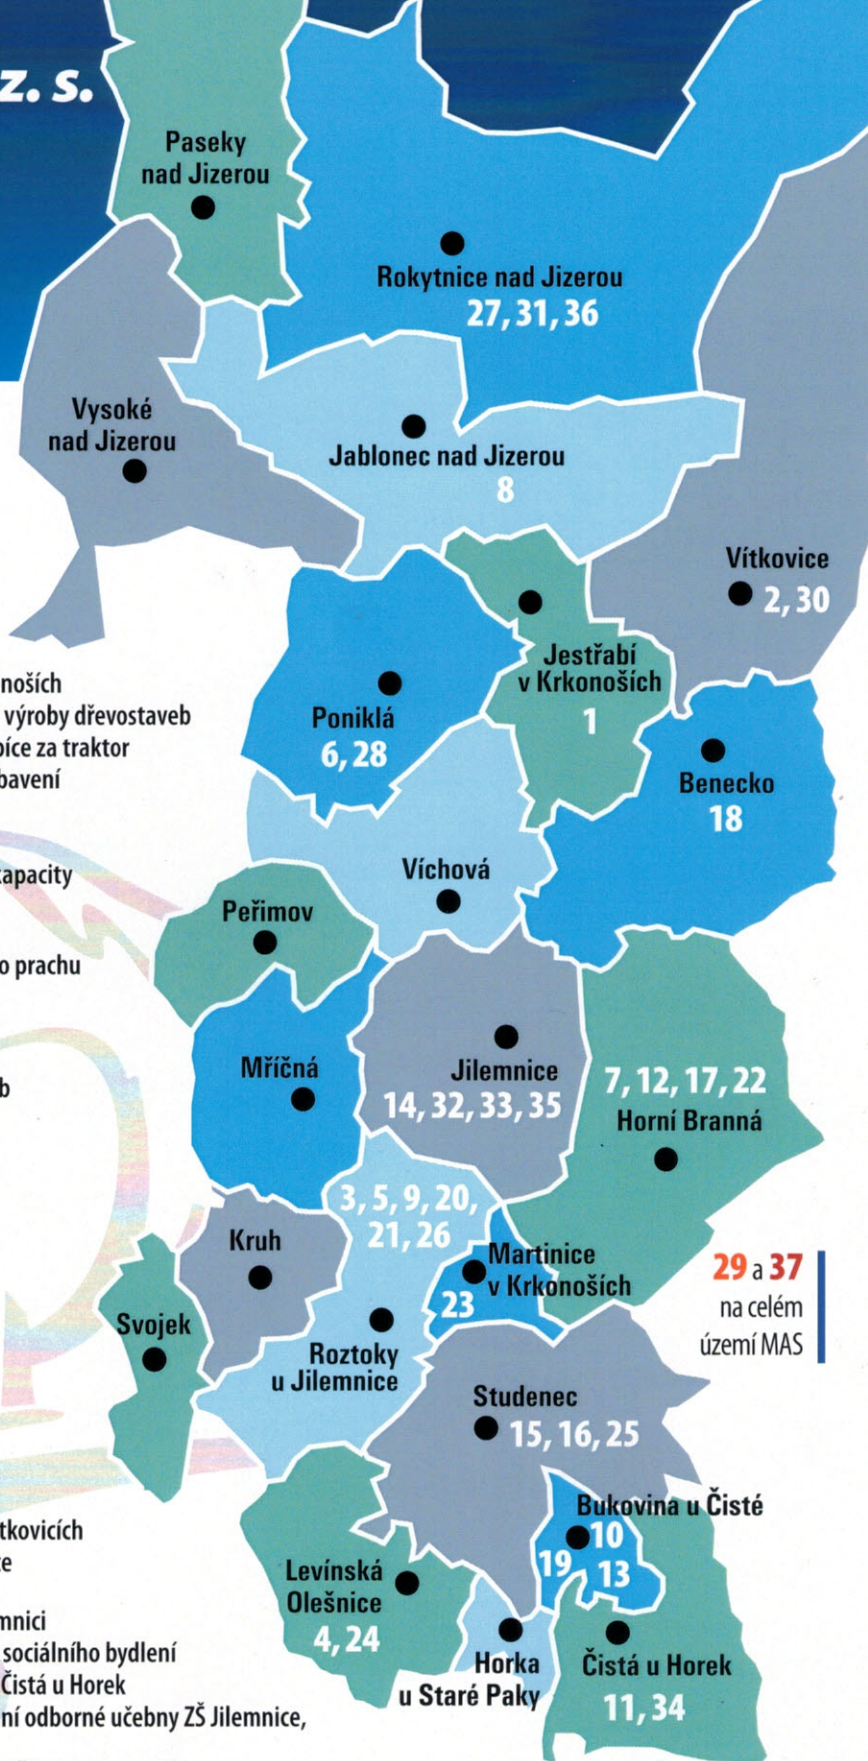 z. s.
Paseky
nad Jizerou
Rokytnice nad Jizerou
27, 31, 36
Vysoké
nad Jizerou
Jablonec nad Jizerou
8
Vítkovice
2, 30
Jestřabí
v Krkonoších
1
noších
výroby dřevostaveb
bíce za traktor
bavení
Poniklá
6, 28
Benecko
18
Víchová
kapacity
Peřimov
o prachu
Mříčná
Jilemnice
14, 32, 33, 35
7, 12, 17, 22
Horní Branná
b
3, 5, 9, 20,
21, 26
Kruh
Martinice
v Krkonoších
23
29 a 37
na celém
území MAS
Svojek
Roztoky
u Jilemnice
Studenec
15, 16, 25
Bukovina u Čisté
10
19
13
tkovicích
ce
Levínská
Olešnice
4, 24
mnici
sociálního bydlení
Čistá u Horek
ní odborné učebny ZŠ Jilemnice,
Horka
u Staré Paky
Čistá u Horek
11, 34